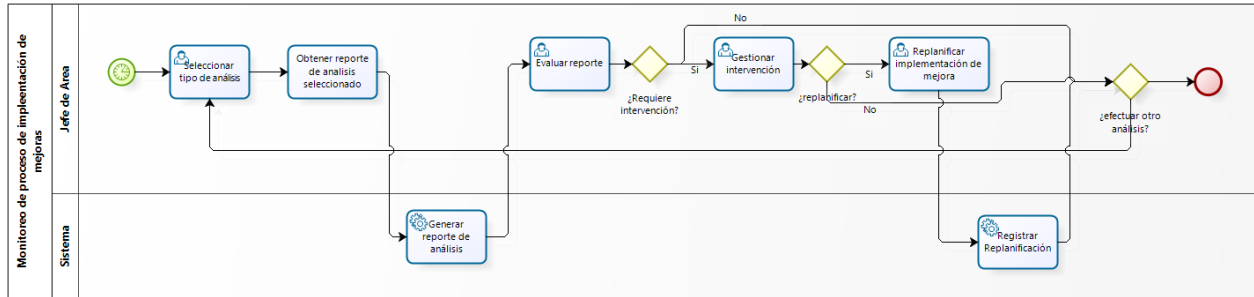 Monitoreo de proceso de implentación de
mejoras
Jefe de Area
Sistema
Seleccionar
tipo de análisis
Obtener reporte
de analisis
seleccionado
Generar
reporte de
análisis
Evaluar reporte
¿Requiere
intervención?
No
Si
Gestionar
intervención
¿replanificar?
Si
No
Replanificar
implementación de
mejora
Registrar
Replanificación
¿efectuar otro
análisis?